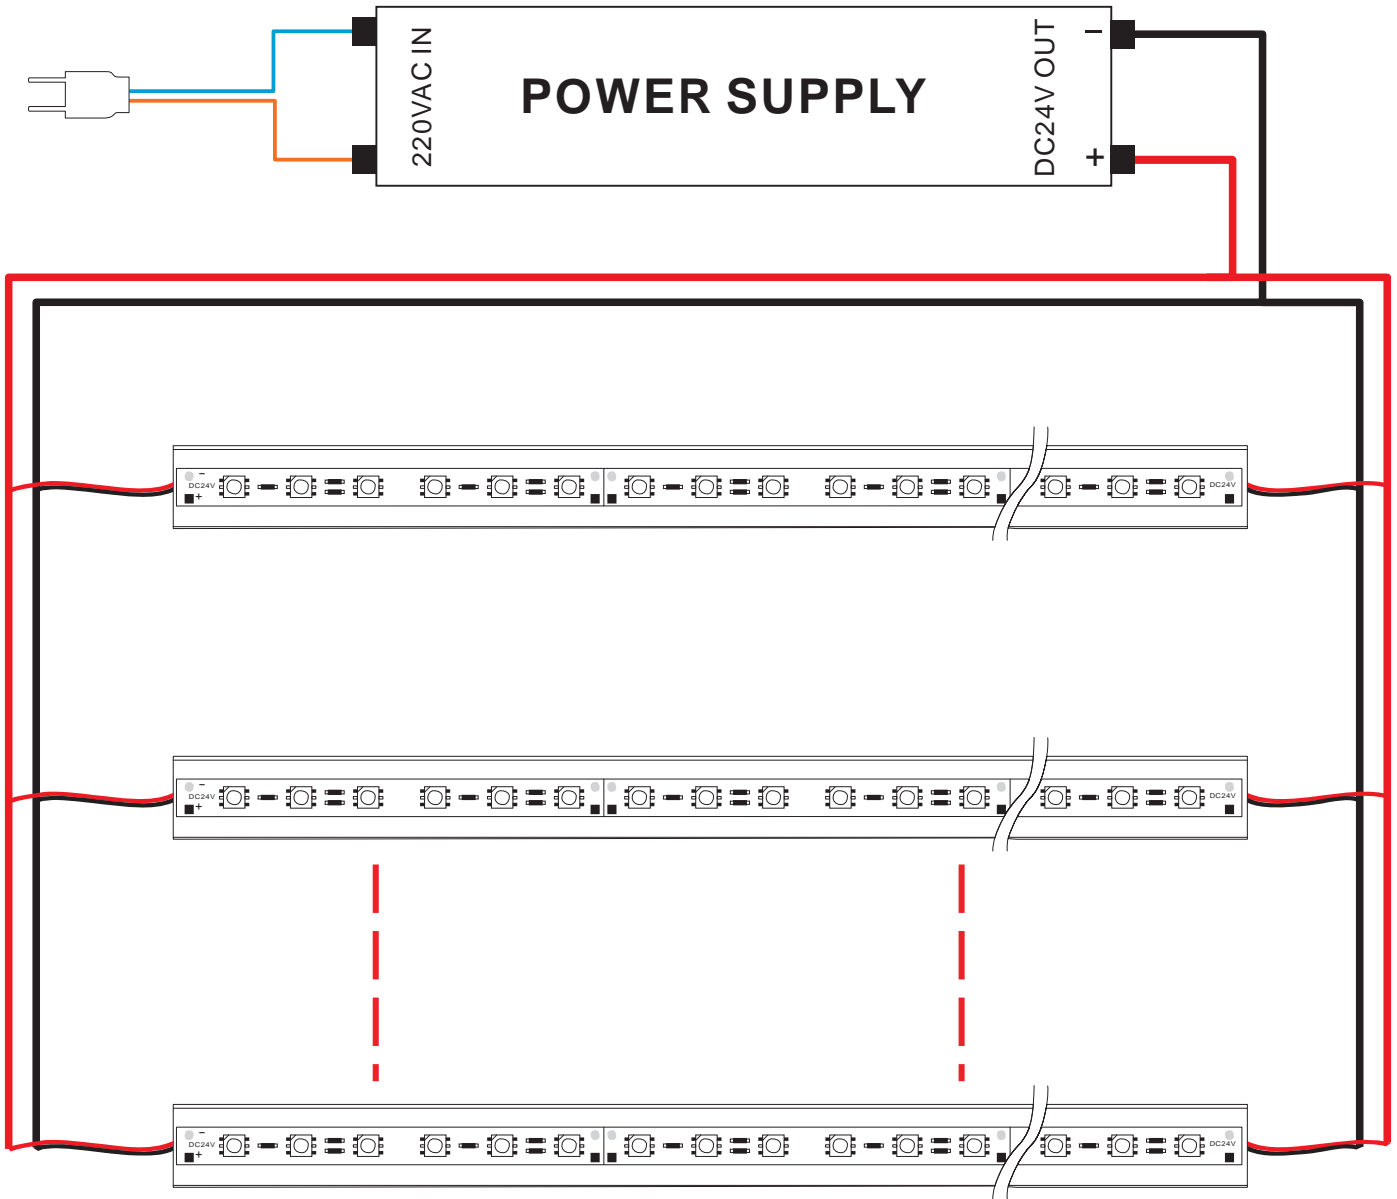 220VAC IN
POWER SUPPLY
DC24V OUT
−
+
−
DC24V
+
DC24V
−
DC24V
+
DC24V
−
DC24V
+
DC24V